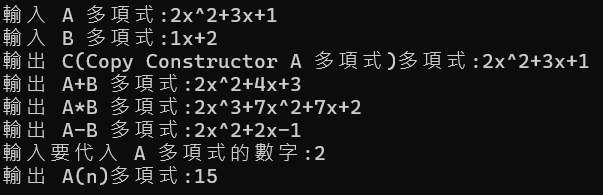 輸入 A 多項式:2x^2+3x+1
輸入 B 多項式:1x+2
輸出 C(Copy Constructor A 多項式)多項式:2x^2+3x+1
輸出 A+B 多項式:2x^2+4x+3
輸出 A*B 多項式:2x^3+7x^2+7x+2
輸出 A-B 多項式:2x^2+2x-1
輸入要代入 A 多項式的數字:2
輸出 A(n)多項式:15